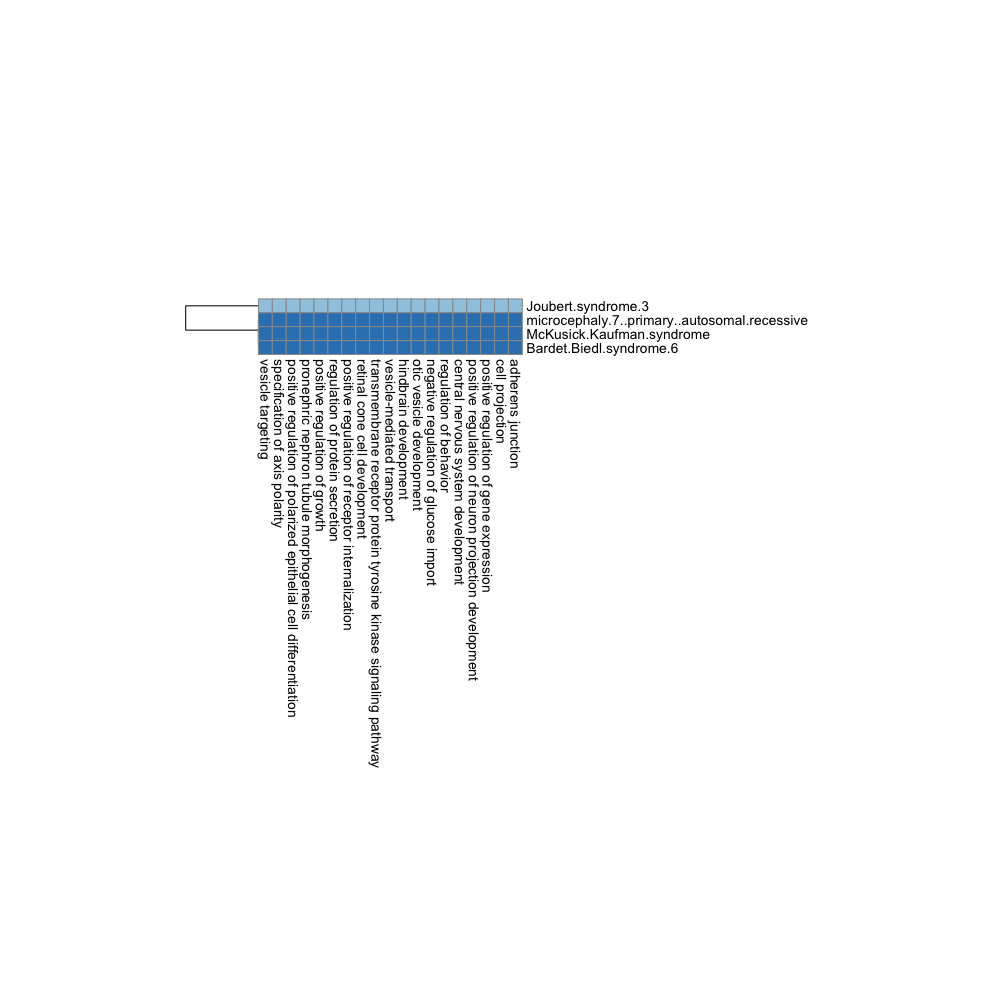 Joubert.syndrome.3
microcephaly.7..primary..autosomal.recessive
McKusick.Kaufman.syndrome
Bardet.Biedl.syndrome.6
vesicle targeting
specification of axis polarity
positive regulation of polarized epithelial cell differentiation
pronephric nephron tubule morphogenesis
positive regulation of growth
regulation of protein secretion
positive regulation of receptor internalization
retinal cone cell development
transmembrane receptor protein tyrosine kinase signaling pathway
vesicle-mediated transport
hindbrain development
otic vesicle development
negative regulation of glucose import
regulation of behavior
central nervous system development
positive regulation of neuron projection development
positive regulation of gene expression
cell projection
adherens junction